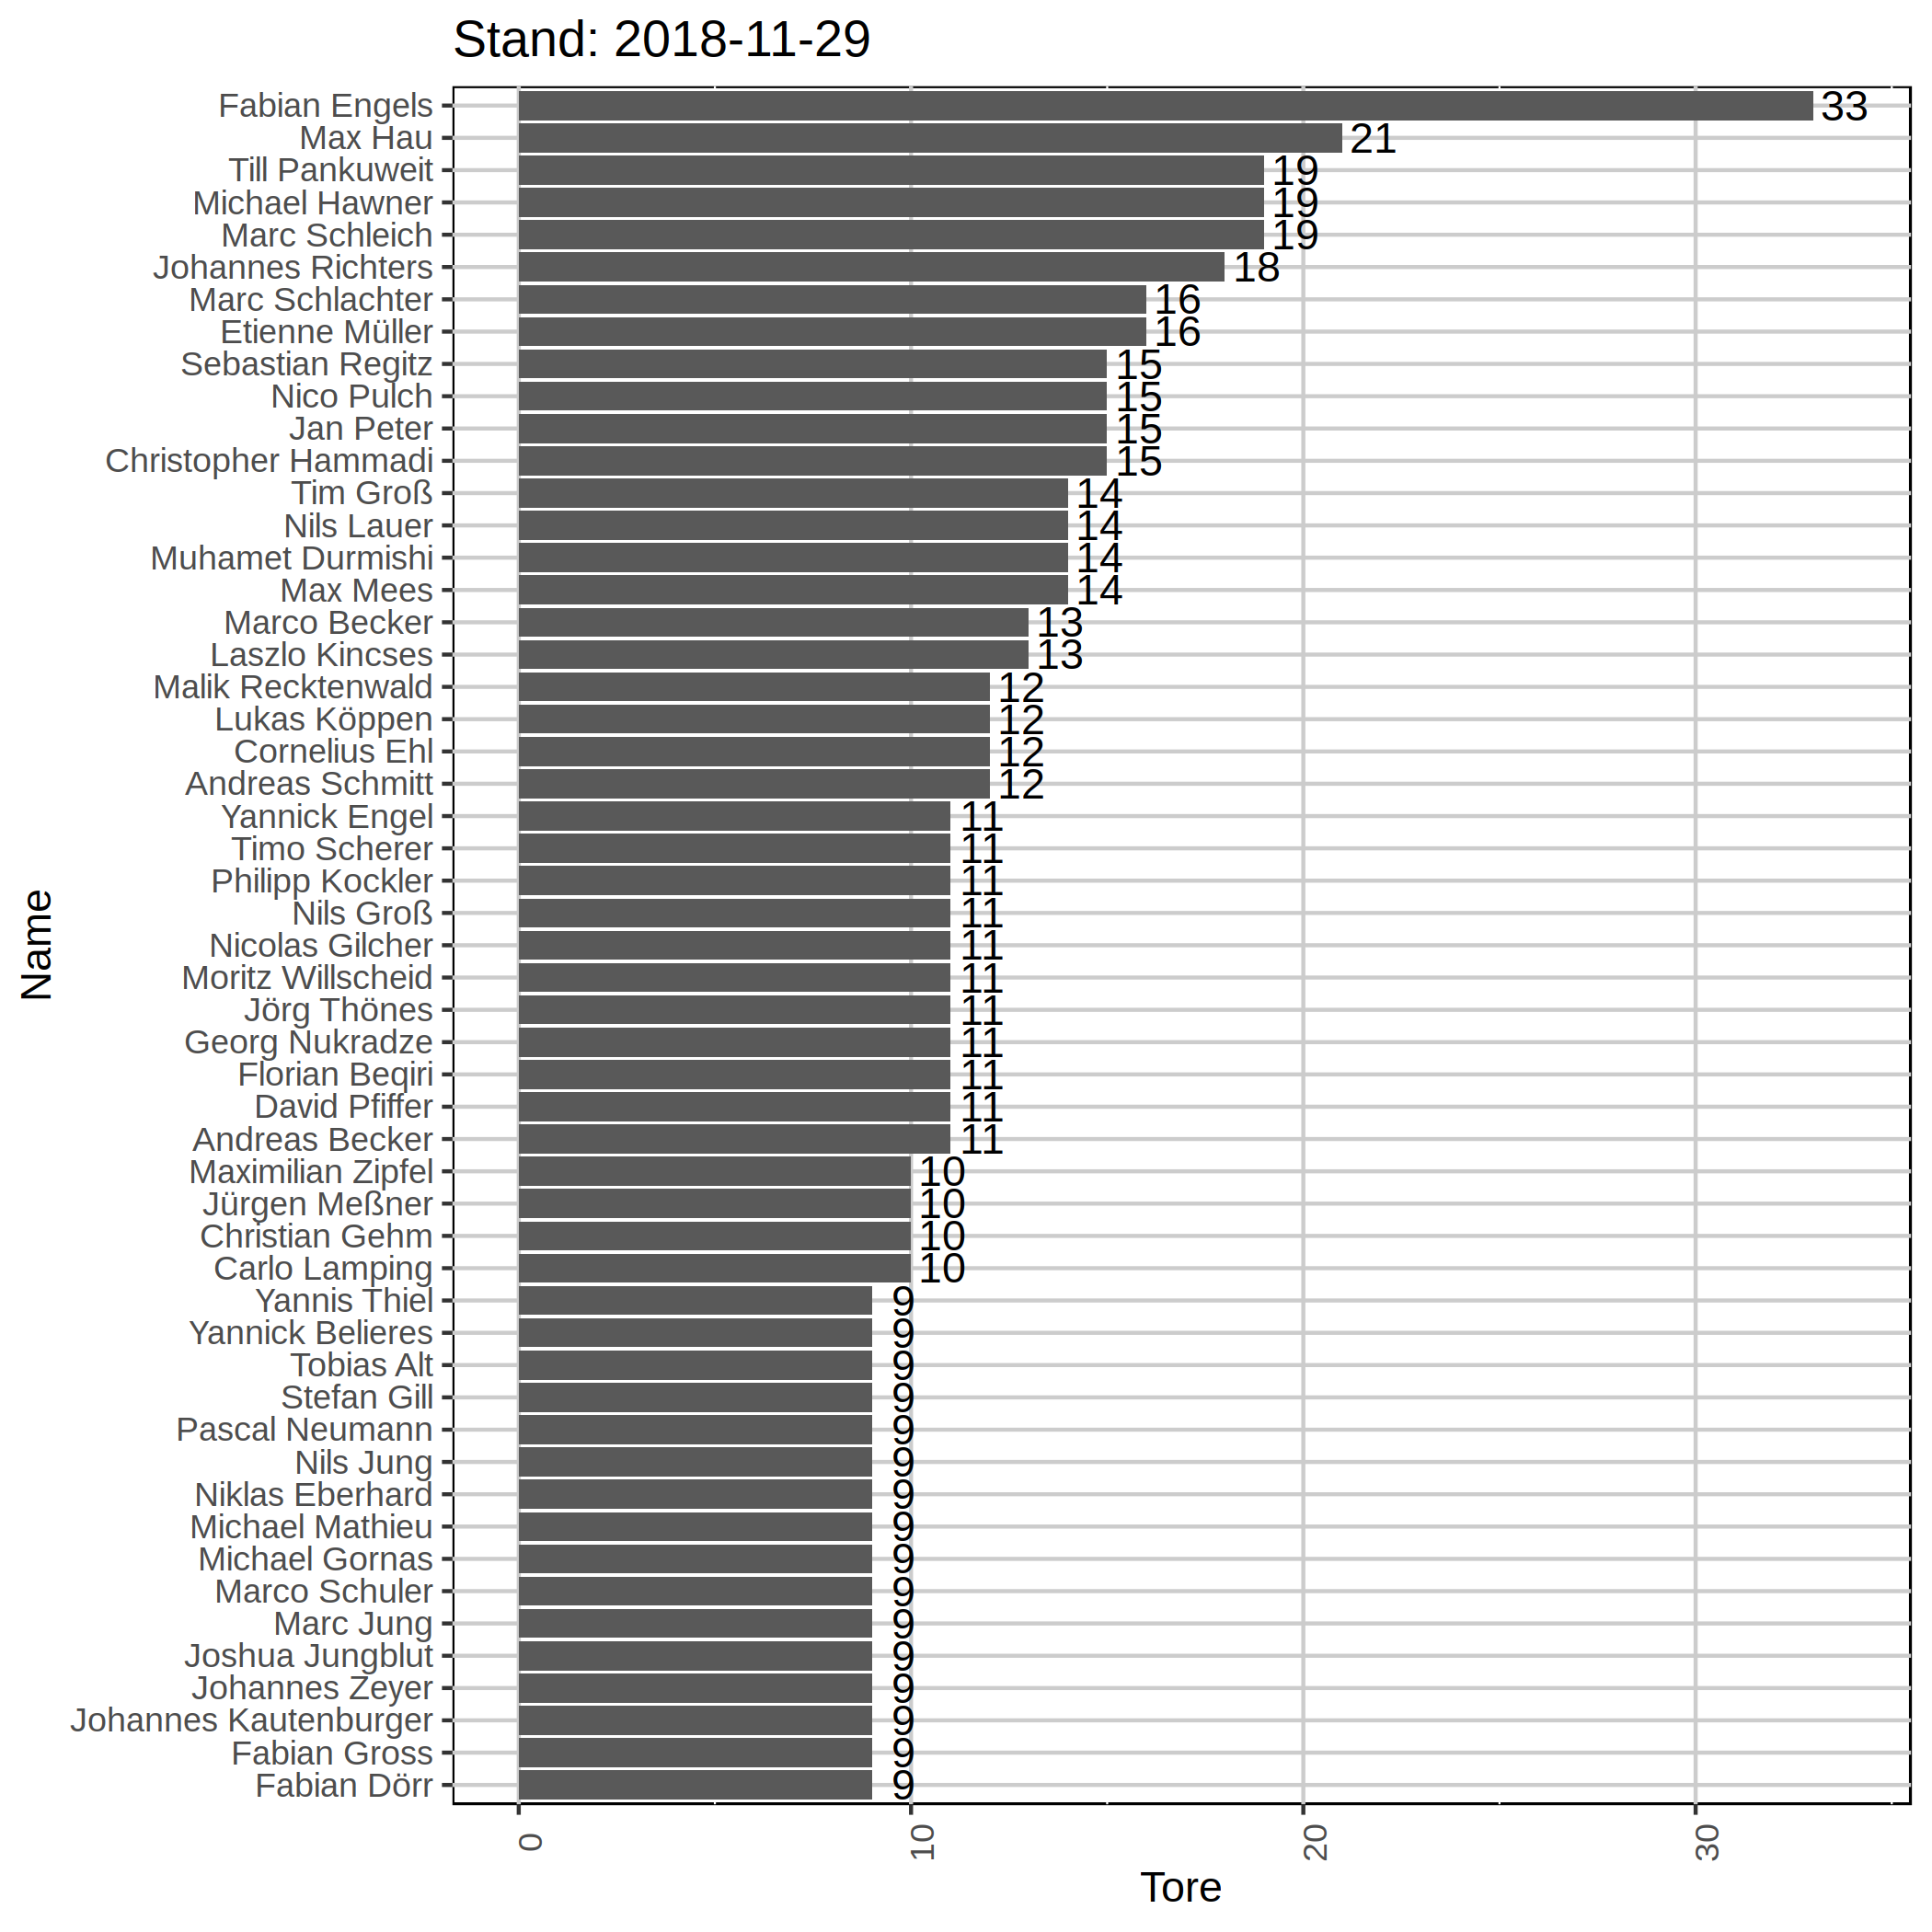 Stand: 2018-11-29
Fabian Engels 33
Max Hau 21
Till Pankuweit 19
Michael Hawner 19
Marc Schleich 19
Johannes Richters 18
Marc Schlachter 16
Etienne Müller 16
Sebastian Regitz 15
Nico Pulch 15
Jan Peter 15
Christopher Hammadi 15
Tim Groß 14
Nils Lauer 14
Muhamet Durmishi 14
Max Mees 14
Marco Becker 13
Laszlo Kincses 13
Malik Recktenwald 12
Lukas Köppen 12
Cornelius Ehl 12
Andreas Schmitt 12
Yannick Engel 11
Timo Scherer 11
Philipp Kockler 11
Nils Groß 11
Nicolas Gilcher 11
Moritz Willscheid 11
Jörg Thönes 11
Georg Nukradze 11
Florian Beqiri 11
David Pfiffer 11
Andreas Becker 11
Maximilian Zipfel 10
Jürgen Meßner 10
Christian Gehm 10
Carlo Lamping 10
Yannis Thiel 9
Yannick Belieres 9
Tobias Alt 9
Stefan Gill 9
Pascal Neumann 9
Nils Jung 9
Niklas Eberhard 9
Michael Mathieu 9
Michael Gornas 9
Marco Schuler 9
Marc Jung 9
Joshua Jungblut 9
Johannes Zeyer 9
Johannes Kautenburger 9
Fabian Gross 9
Fabian Dörr 9
Name
0 10 20 30
Tore